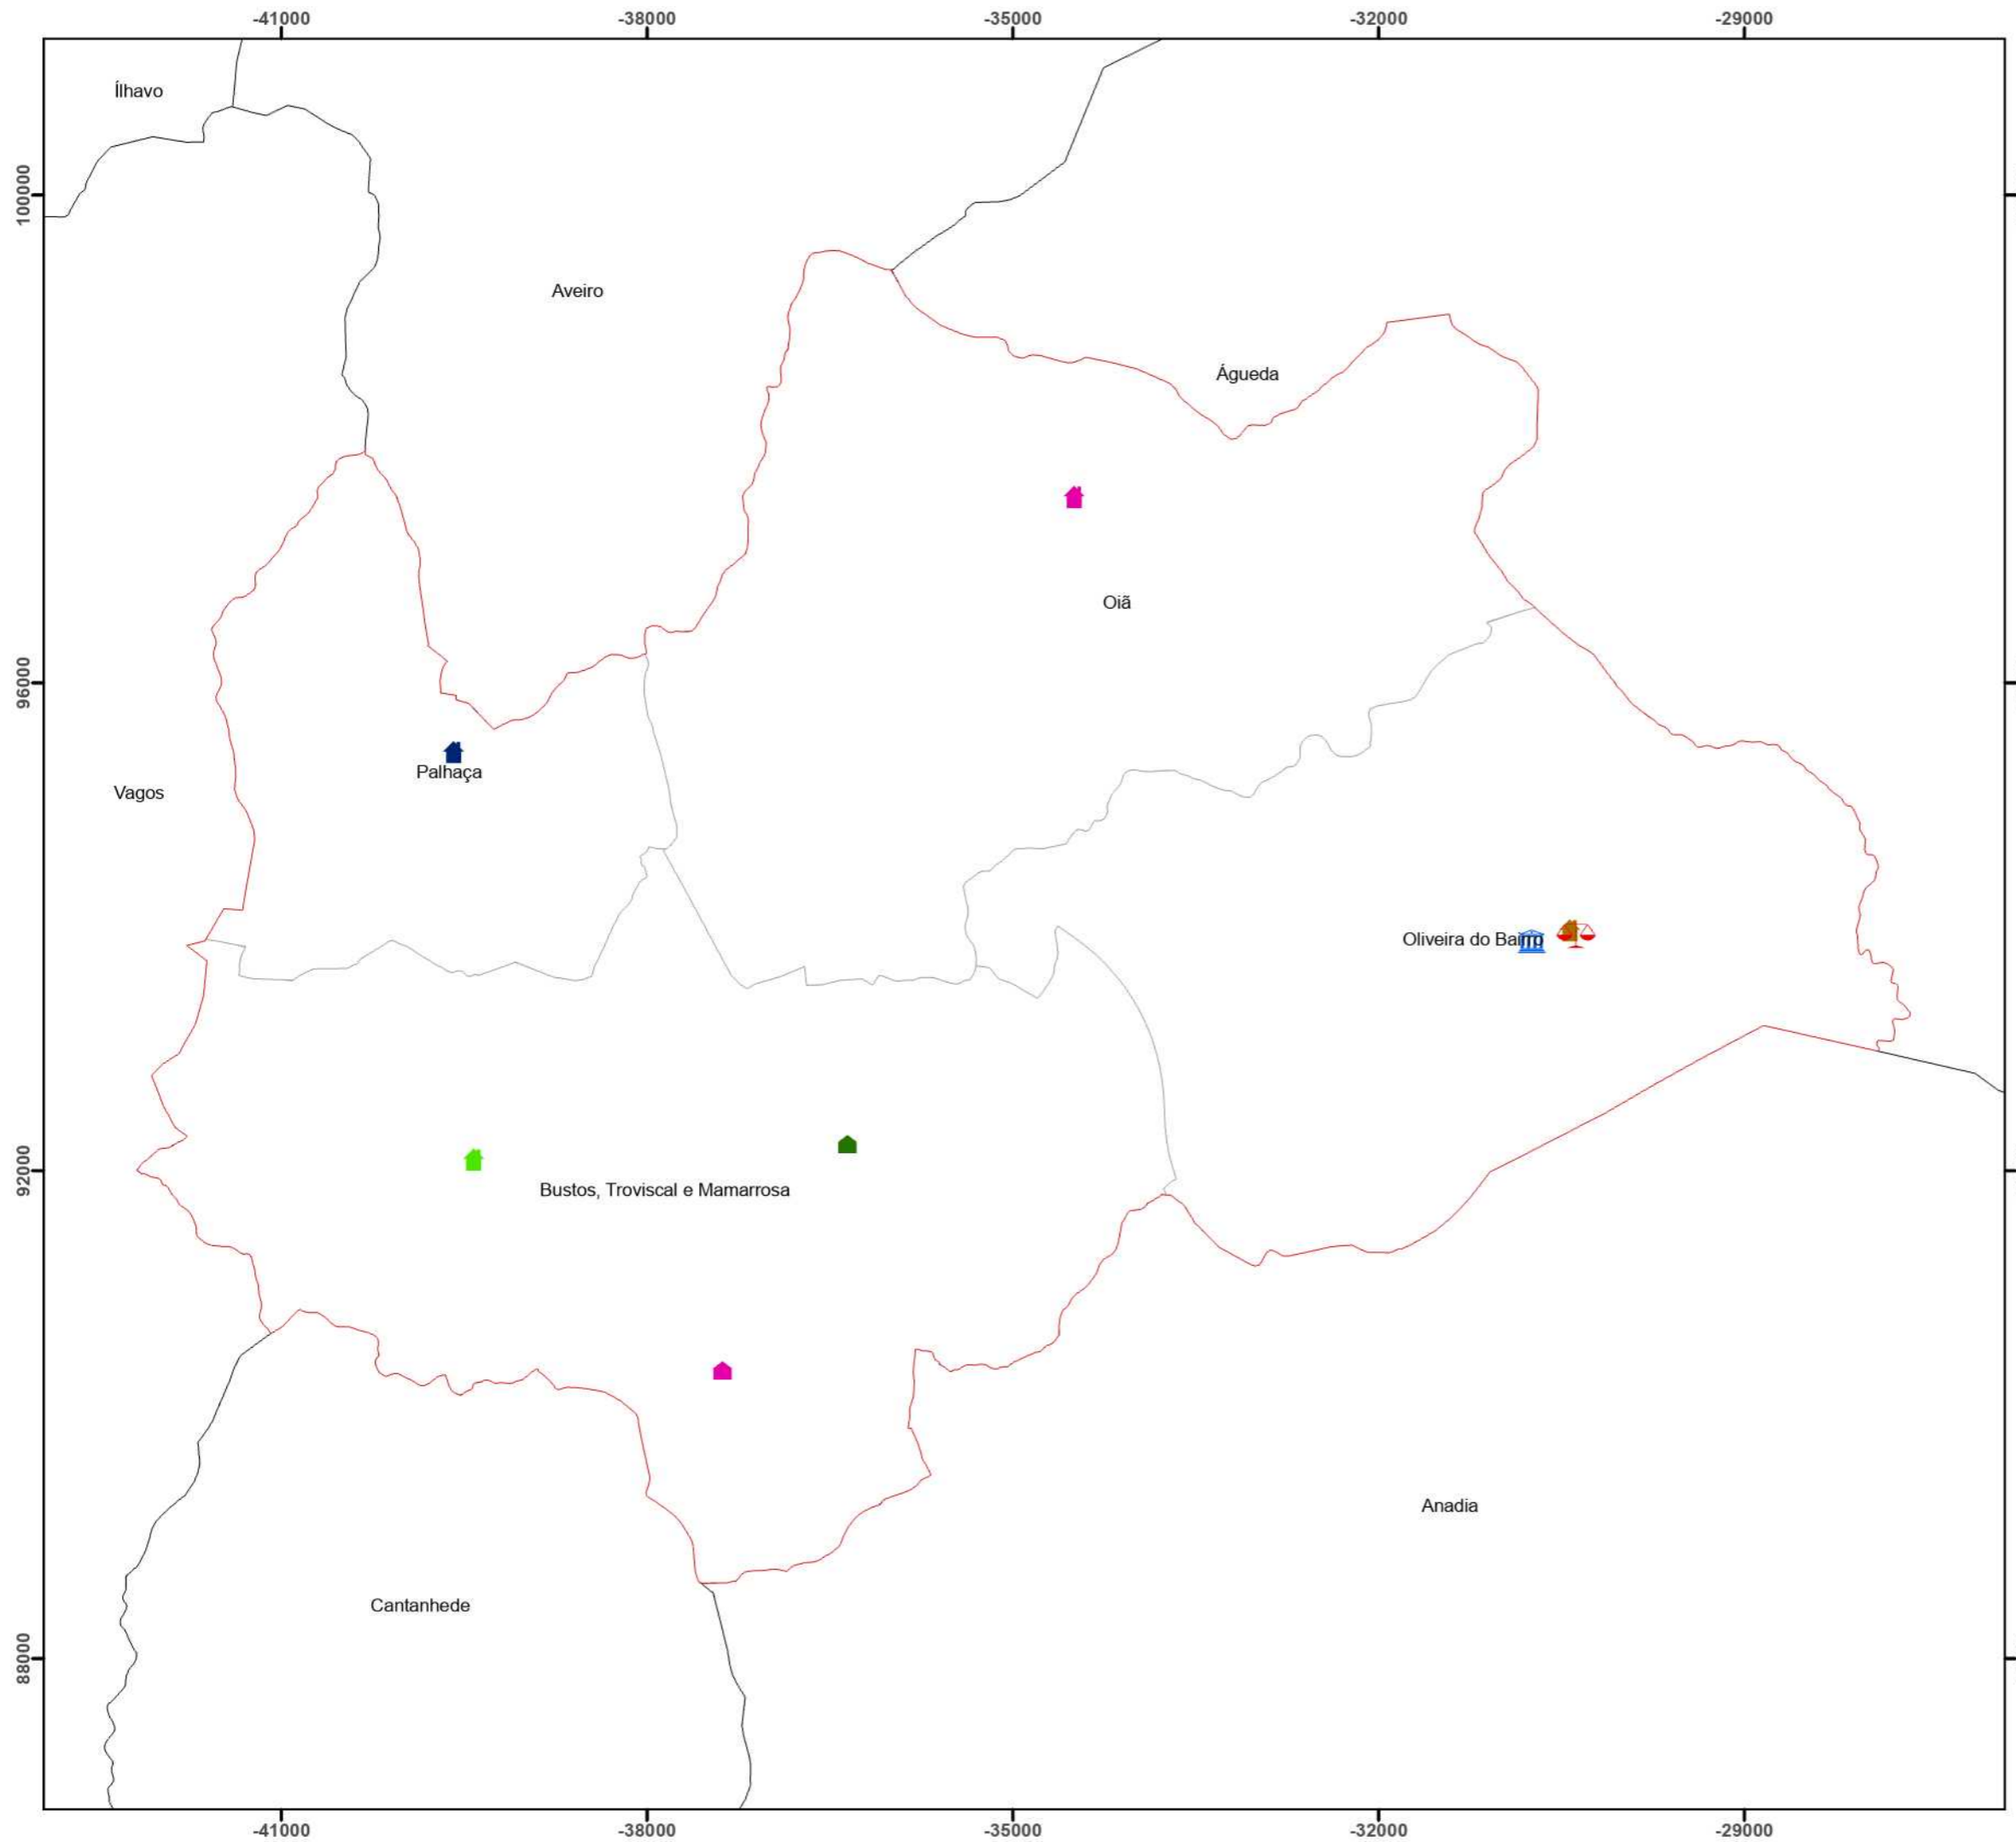 -41000 -38000 -35000 -32000 -29000
Ílhavo
100000
Aveiro
Águeda
Oiã
96000
Palhaça
Vagos
Oliveira do Bairro
92000
Bustos, Troviscal e Mamarrosa
Anadia
Cantanhede
88000
-41000 -38000 -35000 -32000 -29000